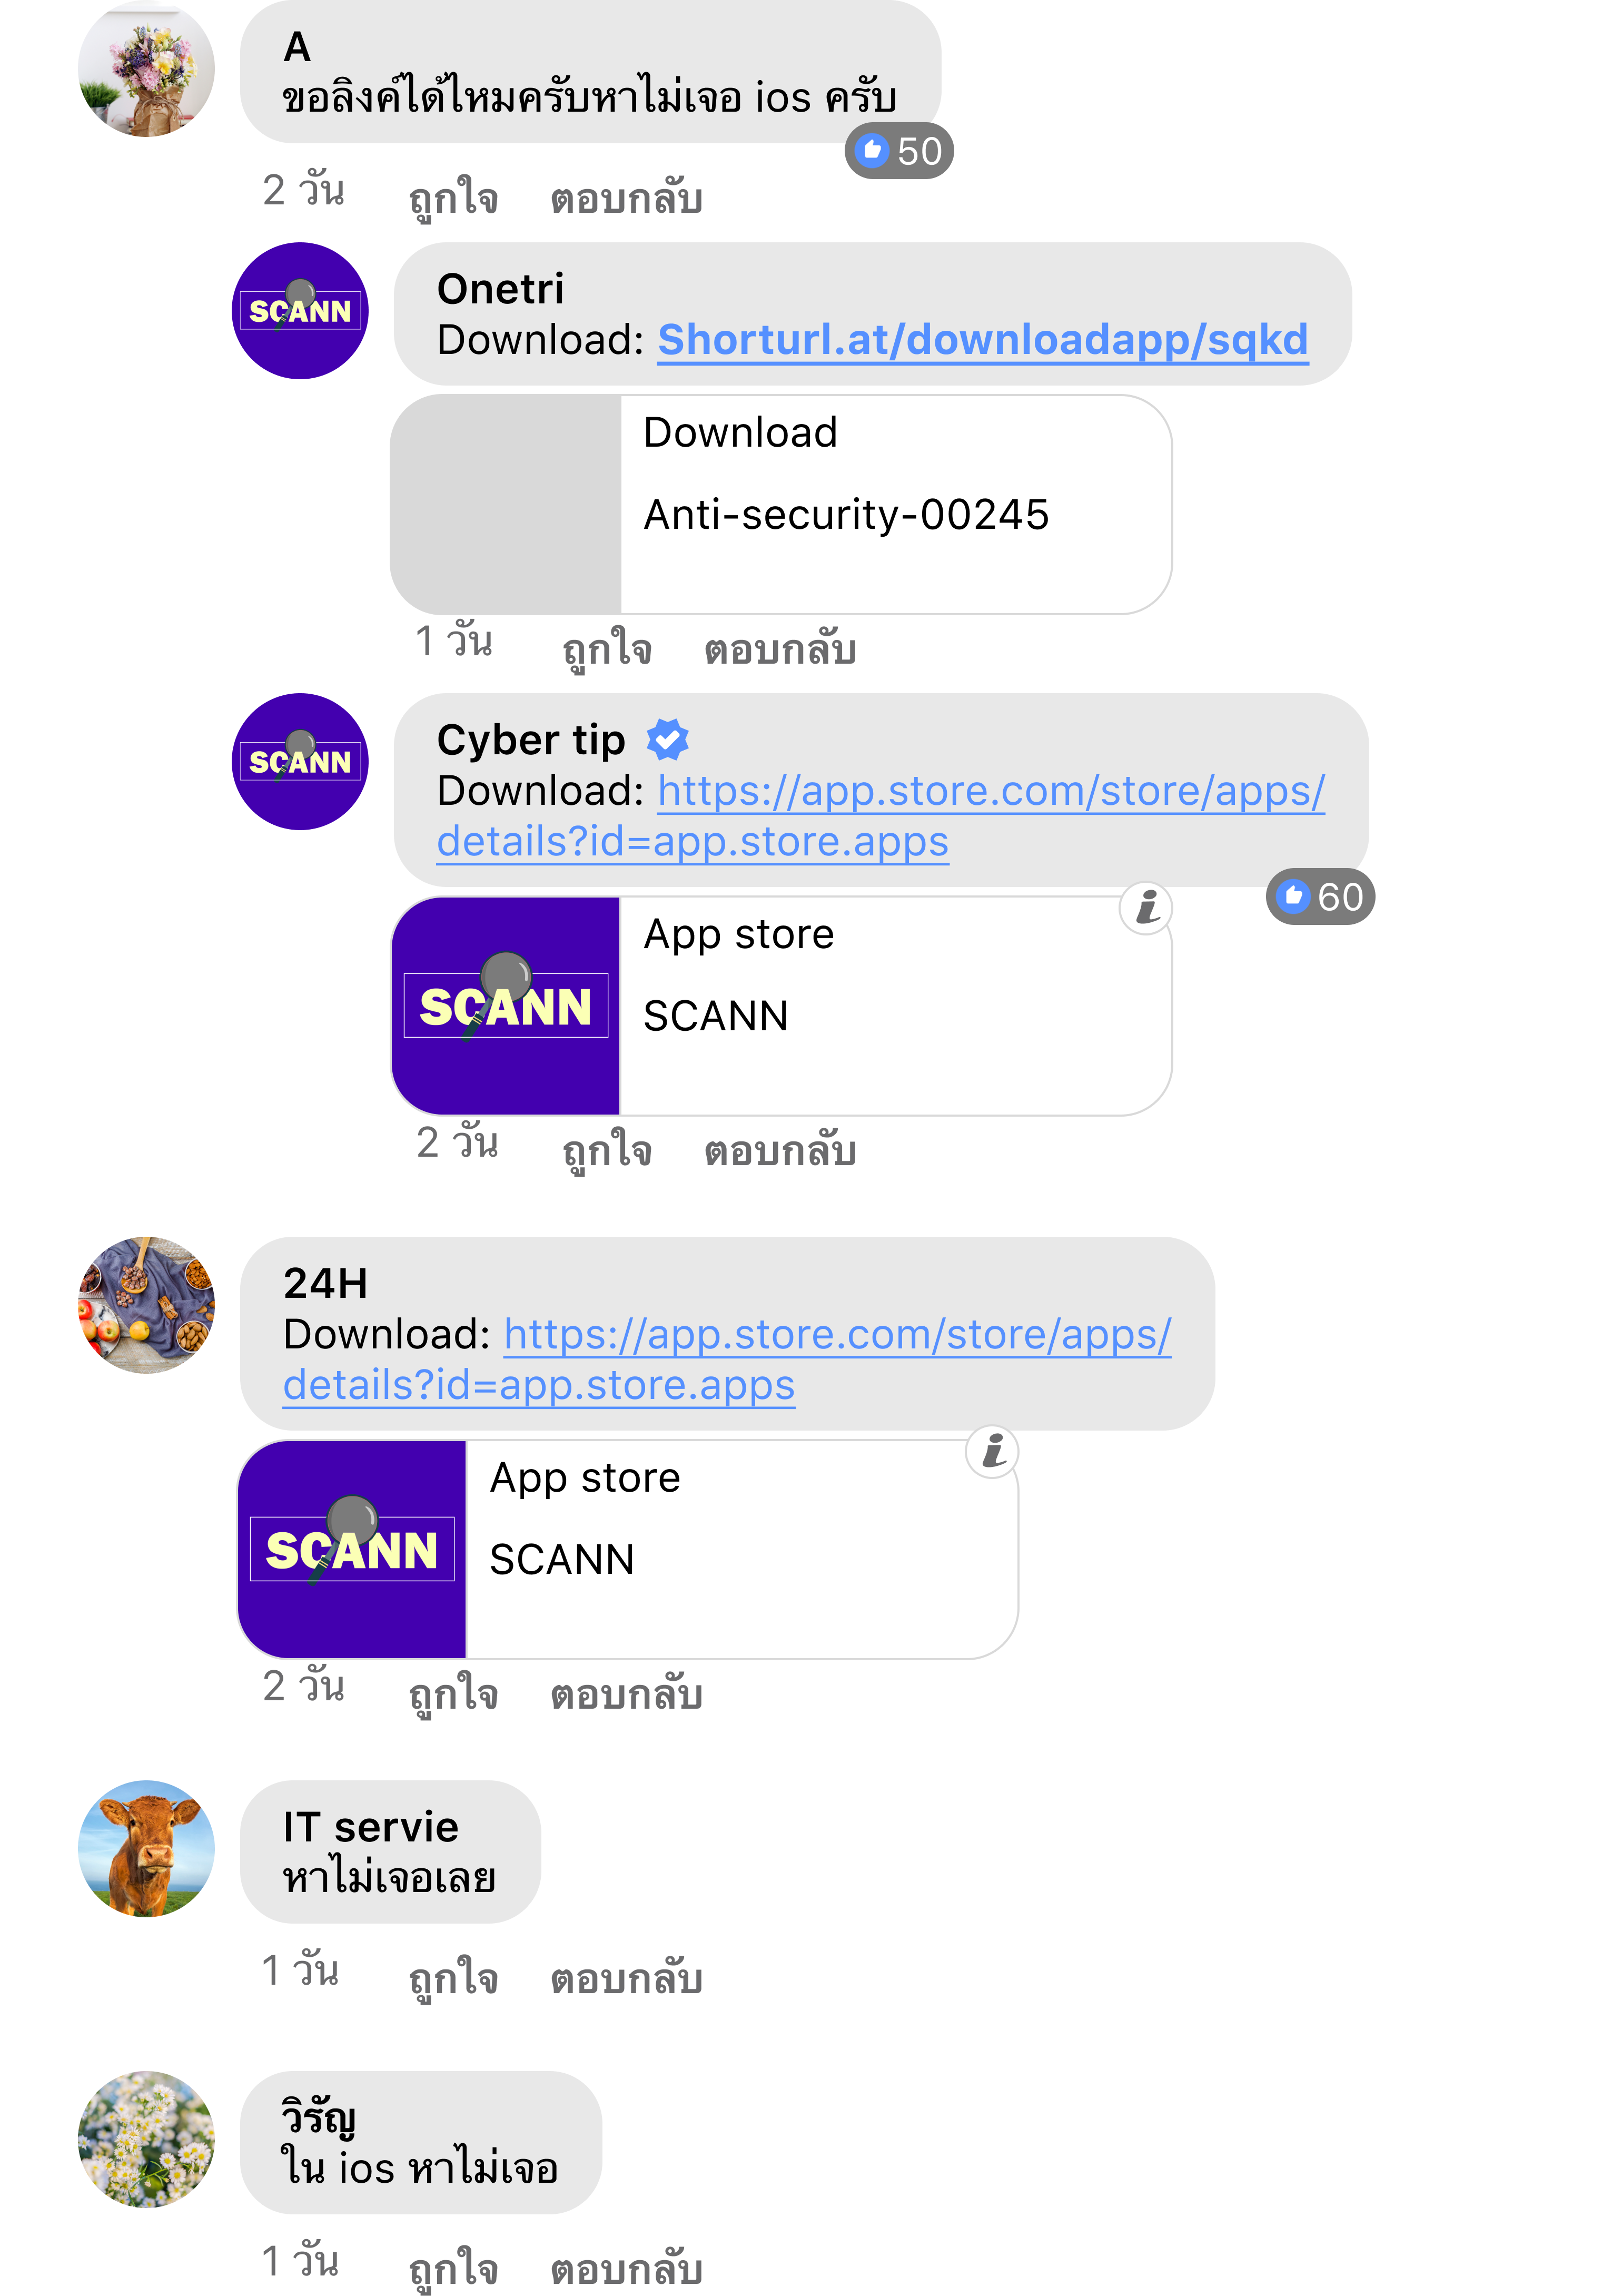 A
ขอลิงค์ได้ไหมครับหาไม่เจอ ios ครับ
50
2 วัน ถูกใจ ตอบกลับ
SCANN
Onetri
Download: Shorturl.at/downloadapp/sqkd
Download
Anti-security-00245
1 วัน ถูกใจ ตอบกลับ
SCANN
Cyber tip
Download: https://app.store.com/store/apps/
details?id=app.store.apps
60
i
App store
SCANN
SCANN
2 วัน ถูกใจ ตอบกลับ
24H
Download: https://app.store.com/store/apps/
details?id=app.store.apps
i
App store
SCANN
SCANN
2 วัน ถูกใจ ตอบกลับ
IT servie
หาไม่เจอเลย
1 วัน ถูกใจ ตอบกลับ
วิรัญ
ใน ios หาไม่เจอ
1 วัน ถูกใจ ตอบกลับ